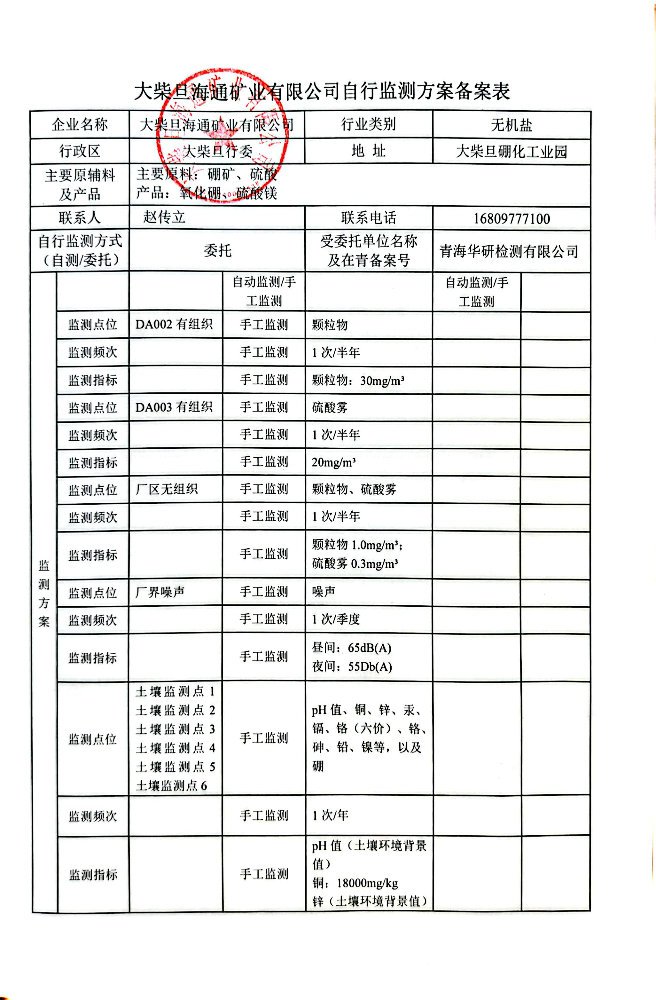 大柴旦海通矿业有限公司自行监测方案备案表
企业名称 大柴旦海通矿业有限公司 行业类别 无机盐
行政区 大柴旦行委 地 址 大柴旦硼化工业园
主要原辅料 主要原料：硼矿、硫酸
及产品 产品：氧化硼、硫酸镁
联系人 赵传立 联系电话 16809777100
自行监测方式 受委托单位名称
（自测/委托） 委托 及在青备案号 青海华研检测有限公司
自动监测/手 自动监测/手
工监测 工监测
监测点位 DA002 有组织 手工监测 颗粒物
监测频次 手工监测 1 次/半年
监测指标 手工监测 颗粒物：30mg/m³
监测点位 DA003 有组织 手工监测 硫酸雾
监测频次 手工监测 1 次/半年
监测指标 手工监测 20mg/m³
监测点位 厂区无组织 手工监测 颗粒物、硫酸雾
监测频次 手工监测 1 次/半年
监测指标 手工监测 颗粒物 1.0mg/m³；
硫酸雾 0.3mg/m³
监测方案
监测点位 厂界噪声 手工监测 噪声
监测频次 手工监测 1 次/季度
监测指标 手工监测 昼间：65dB(A)
夜间：55Db(A)
监测点位
土壤监测点 1
土壤监测点 2
土壤监测点 3
土壤监测点 4
土壤监测点 5
土壤监测点 6
手工监测
pH 值、铜、锌、汞、
镉、铬（六价）、铬、
砷、铅、镍等，以及
硼
监测频次 手工监测 1 次/年
监测指标 手工监测
pH 值（土壤环境背景
值）
铜：18000mg/kg
锌（土壤环境背景值）